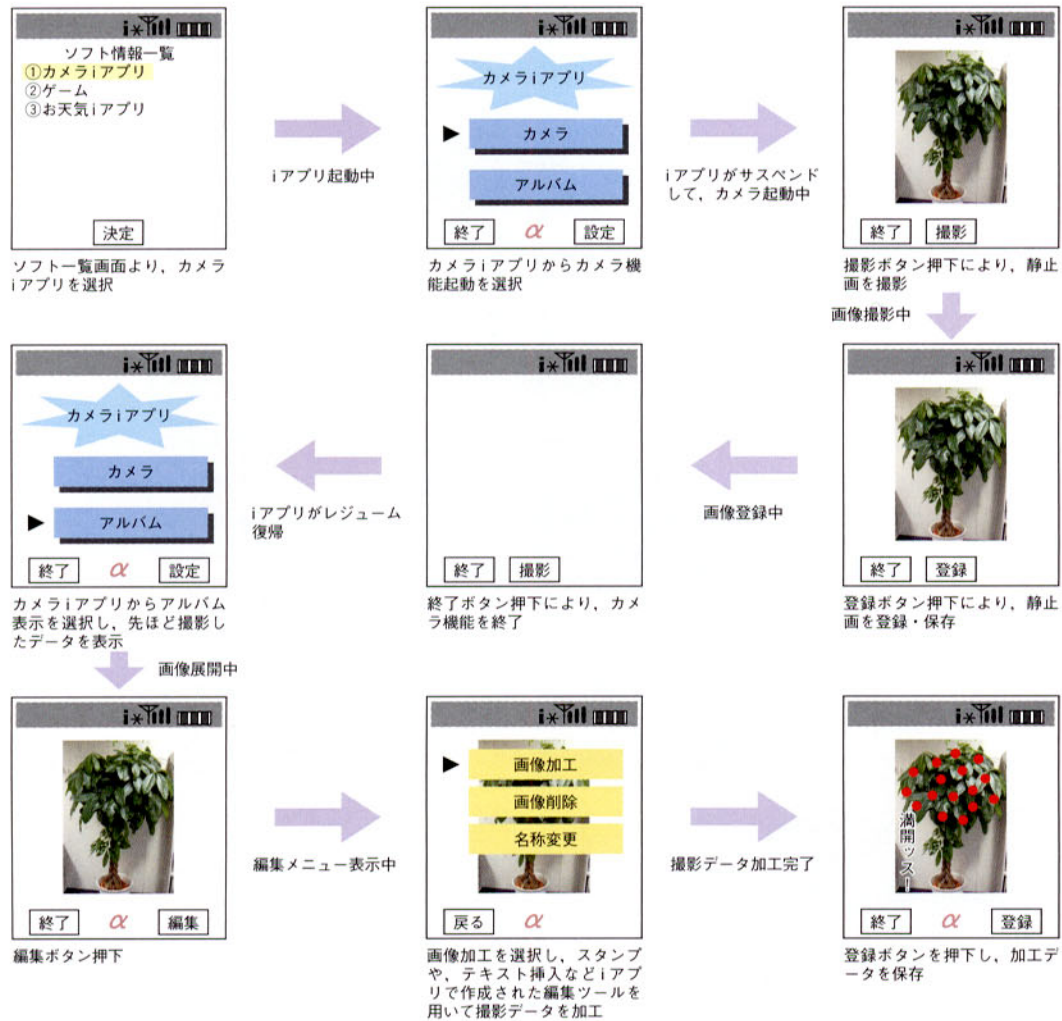 ソフト情報一覧
①カメラiアプリ
②ゲーム
③お天気iアプリ
決定
ソフト一覧画面より，カメラ
iアプリを選択
iアプリ起動中
カメラiアプリ
カメラ
アルバム
終了
α
設定
カメラiアプリからカメラ機
能起動を選択
iアプリがサスペンド
して，カメラ起動中
終了
撮影
撮影ボタン押下により，静止
画を撮影
画像撮影中
終了
登録
登録ボタン押下により，静止
画を登録・保存
画像登録中
終了
撮影
終了ボタン押下により，カメ
ラ機能を終了
iアプリがレジューム
復帰
カメラiアプリ
カメラ
アルバム
終了
α
設定
カメラiアプリからアルバム
表示を選択し，先ほど撮影し
たデータを表示
画像展開中
終了
α
編集
編集ボタン押下
編集メニュー表示中
画像加工
画像削除
名称変更
戻る
α
画像加工を選択し，スタンプ
や，テキスト挿入などiアプ
リで作成された編集ツールを
用いて撮影データを加工
撮影データ加工完了
満開ッス！
終了
α
登録
登録ボタンを押下し，加工デ
ータを保存